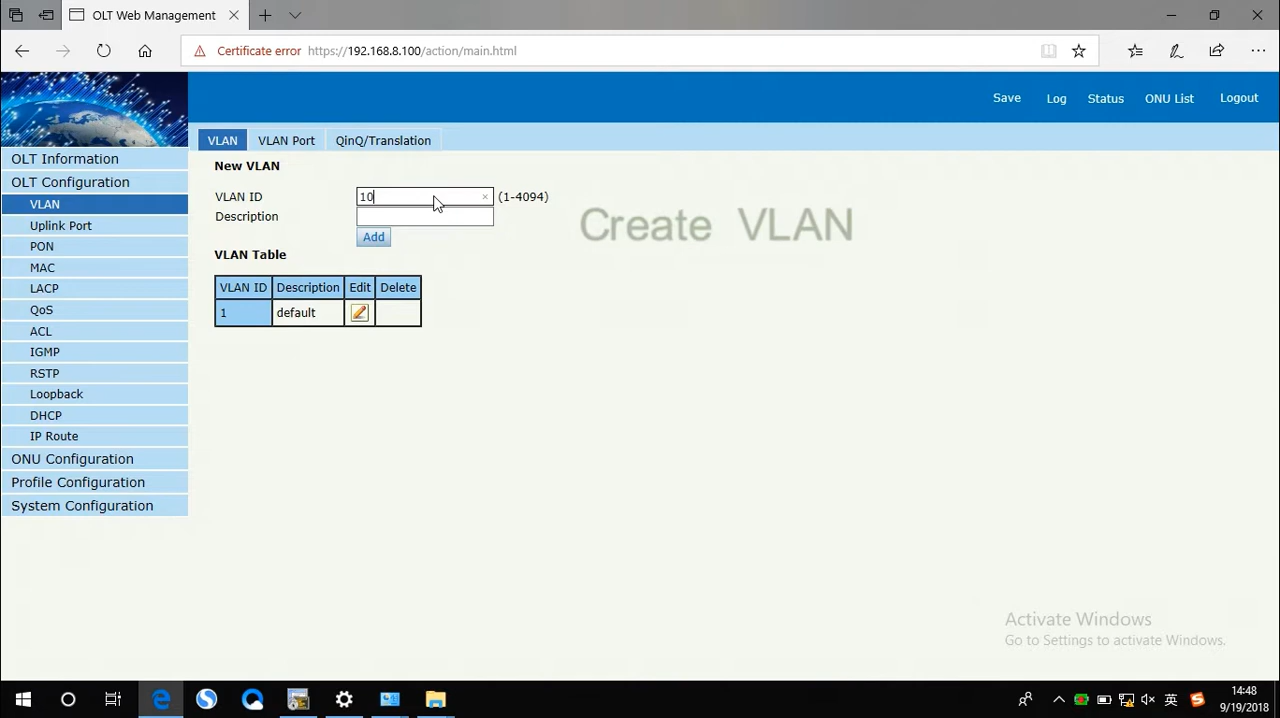 OLT Web Management
Certificate error https://192.168.8.100/action/main.html
Save Log Status ONU List Logout
VLAN VLAN Port QinQ/Translation
OLT Information
OLT Configuration
VLAN
Uplink Port
PON
MAC
LACP
QoS
ACL
IGMP
RSTP
Loopback
DHCP
IP Route
ONU Configuration
Profile Configuration
System Configuration
New VLAN
VLAN ID 10 (1-4094)
Description
Add
Create VLAN
VLAN Table
VLAN ID Description Edit Delete
1 default
Activate Windows
Go to Settings to activate Windows.
英
14:48
9/19/2018